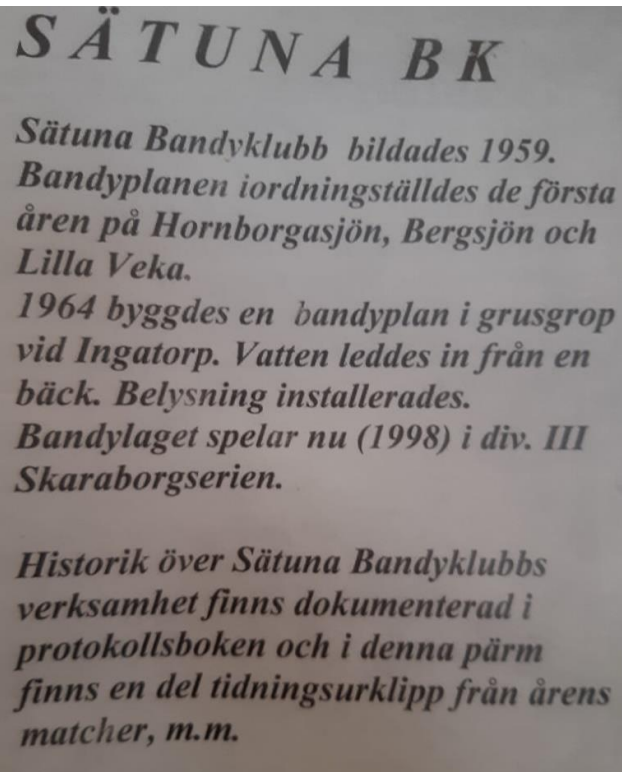 SÄTUNA BK
Sätuna Bandyklubb bildades 1959.
Bandyplanen iordningställdes de första
åren på Hornborgasjön, Bergsjön och
Lilla Veka.
1964 byggdes en bandyplan i grusgrop
vid Ingatorp. Vatten leddes in från en
bäck. Belysning installerades.
Bandylaget spelar nu (1998) i div. III
Skaraborgserien.
Historik över Sätuna Bandyklubbs
verksamhet finns dokumenterad i
protokollsboken och i denna pärm
finns en del tidningsurklipp från årens
matcher, m.m.